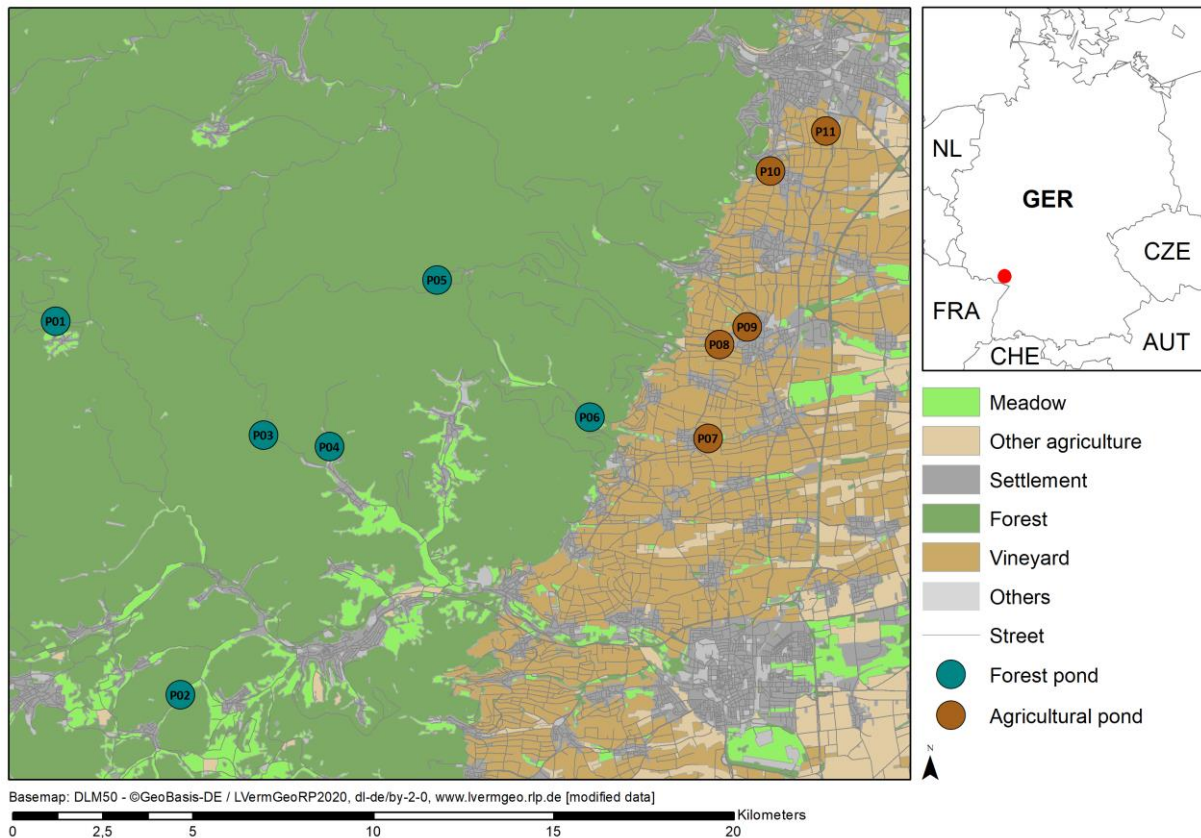 P11
P10
P05
P01
P09
P08
P06
P03
P07
P04
P02
NL
GER
CZE
FRA
AUT
CHE
Meadow
Other agriculture
Settlement
Forest
Vineyard
Others
Street
Forest pond
Agricultural pond
N
Basemap: DLM50 - ©GeoBasis-DE / LVermGeoRP2020, dl-de/by-2-0, www.lvermgeo.rlp.de [modified data]
Kilometers
0 2,5 5 10 15 20